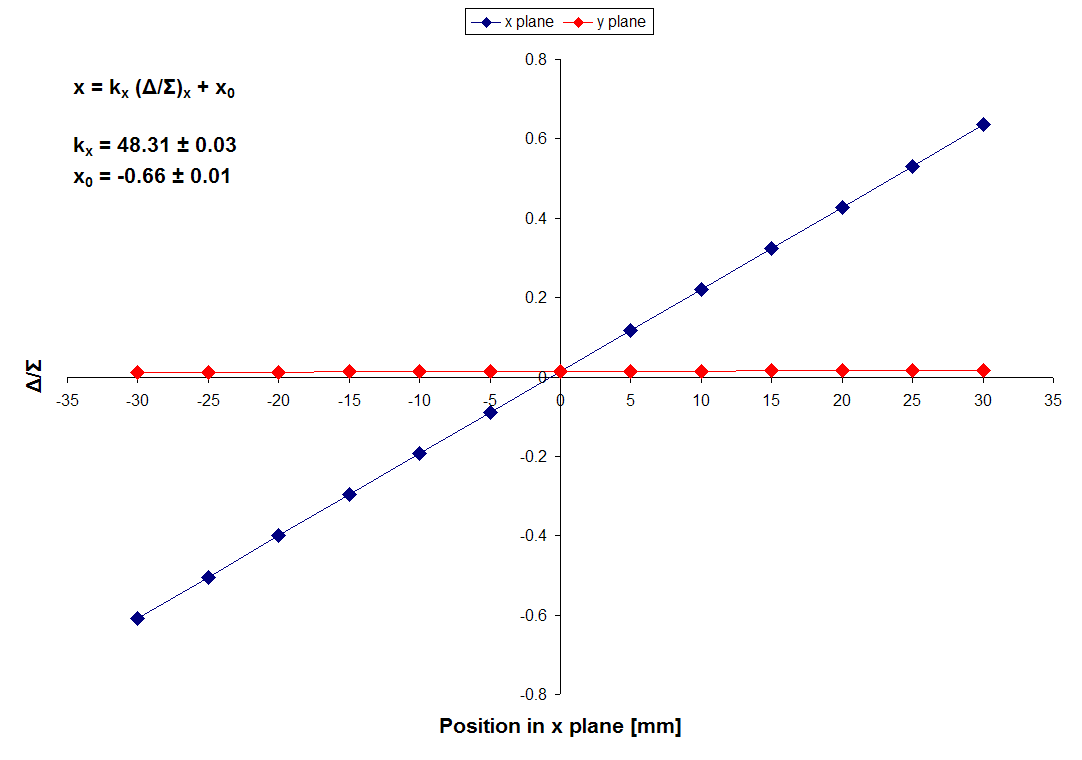 x plane y plane
x = kx (Δ/Σ)x + x0
kx = 48.31 ± 0.03
x0 = -0.66 ± 0.01
0.8
0.6
0.4
0.2
0
-0.2
-0.4
-0.6
-0.8
Δ/Σ
-35 -30 -25 -20 -15 -10 -5 0 5 10 15 20 25 30 35
Position in x plane [mm]